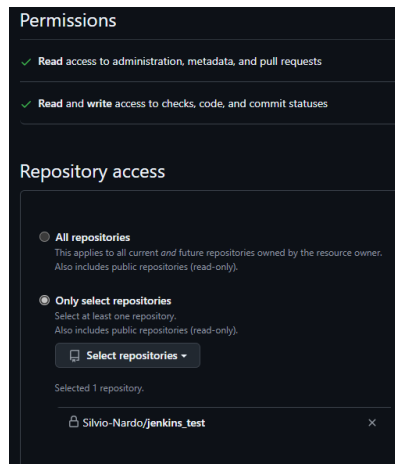 Permissions
Read access to administration, metadata, and pull requests
Read and write access to checks, code, and commit statuses
Repository access
All repositories
This applies to all current and future repositories owned by the resource owner.
Also includes public repositories (read-only).
Only select repositories
Select at least one repository.
Also includes public repositories (read-only).
Select repositories
Selected 1 repository.
Silvio-Nardo/jenkins_test